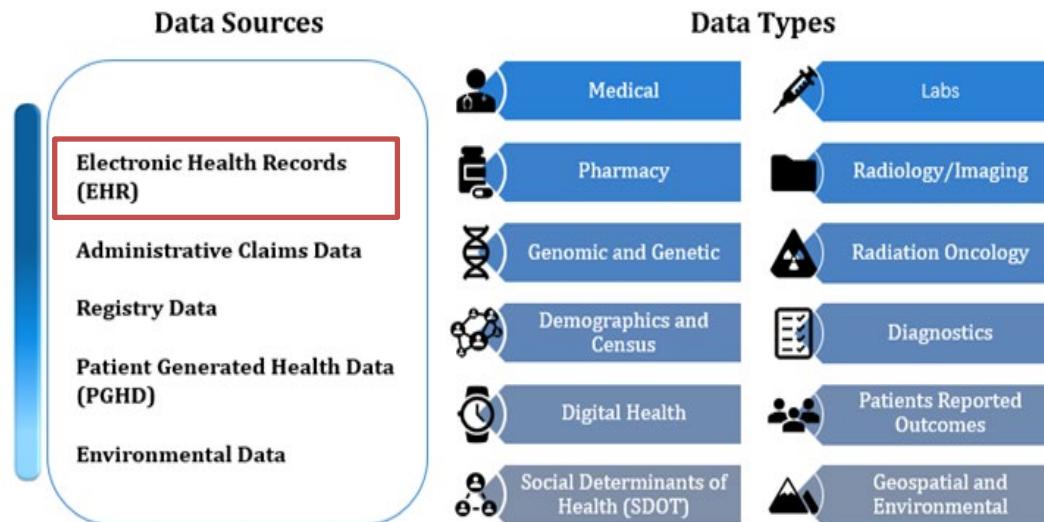 Data Sources
Electronic Health Records
(EHR)
Administrative Claims Data
Registry Data
Patient Generated Health Data
(PGHD)
Environmental Data
Data Types
Medical
Labs
Pharmacy
Radiology/Imaging
Genomic and Genetic
Radiation Oncology
Demographics and
Census
Diagnostics
Digital Health
Patients Reported
Outcomes
Social Determinants of
Health (SDOT)
Geospatial and
Environmental